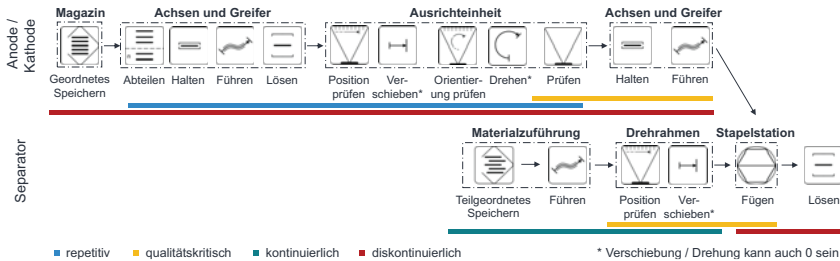 Magazin
Achsen und Greifer
Ausrichteinheit
Achsen und Greifer
Anode /
Kathode
Geordnetes
Speichern
Abteilen
Halten
Führen
Lösen
Position
prüfen
Ver-
schieben*
Orientier-
ung prüfen
Drehen*
Prüfen
Halten
Führen
Separator
Materialzuführung
Drehrahmen
Stapelstation
Teilgeordnetes
Speichern
Führen
Position
prüfen
Ver-
schieben*
Fügen
Lösen
repetitiv
qualitätskritisch
kontinuierlich
diskontinuierlich
* Verschiebung / Drehung kann auch 0 sein